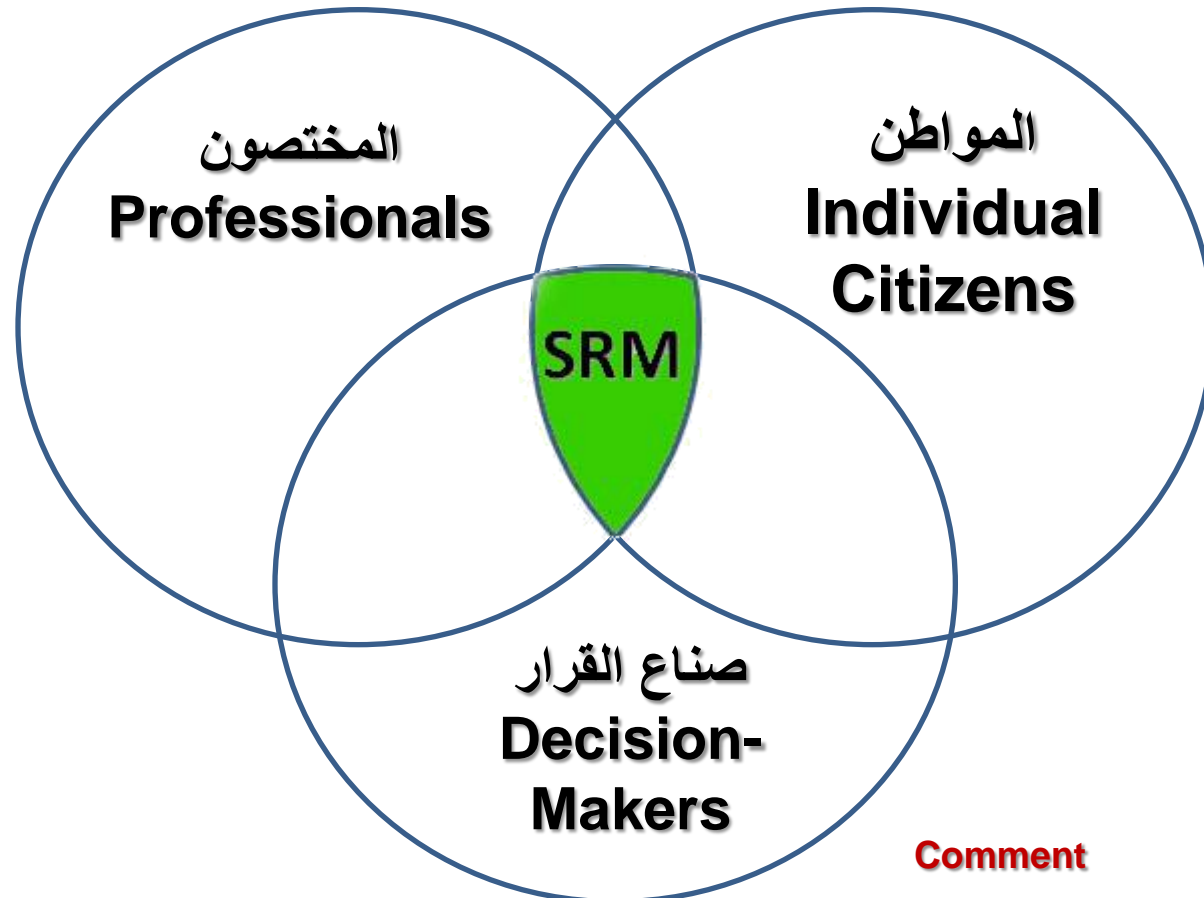 المختصون
Professionals
المواطن
Individual
Citizens
SRM
صناع القرار
Decision-
Makers
Comment